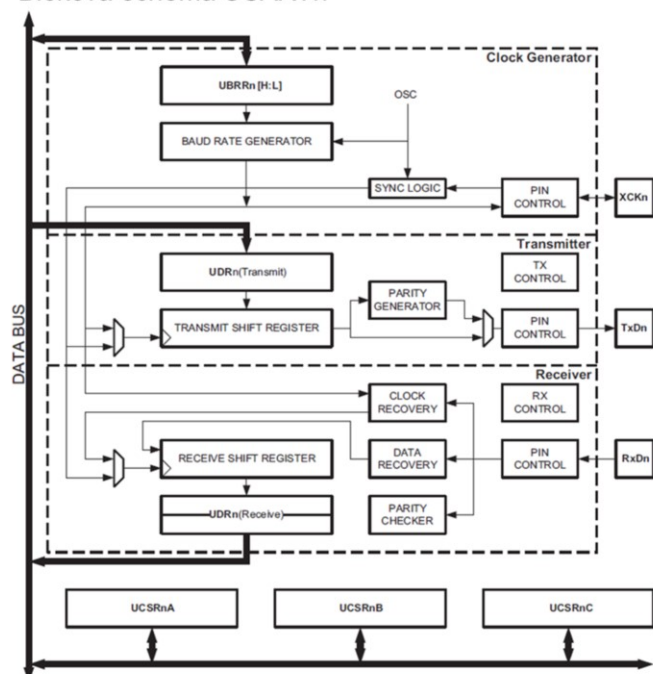 Clock Generator
UBRRn [H:L]
OSC
BAUD RATE GENERATOR
SYNC LOGIC
PIN
CONTROL
XCKn
Transmitter
UDRn(Transmit)
TX
CONTROL
PARITY
GENERATOR
TRANSMIT SHIFT REGISTER
PIN
CONTROL
TxDn
DATA BUS
Receiver
CLOCK
RECOVERY
RX
CONTROL
RECEIVE SHIFT REGISTER
DATA
RECOVERY
PIN
CONTROL
RxDn
UDRn(Receive)
PARITY
CHECKER
UCSRnA
UCSRnB
UCSRnC